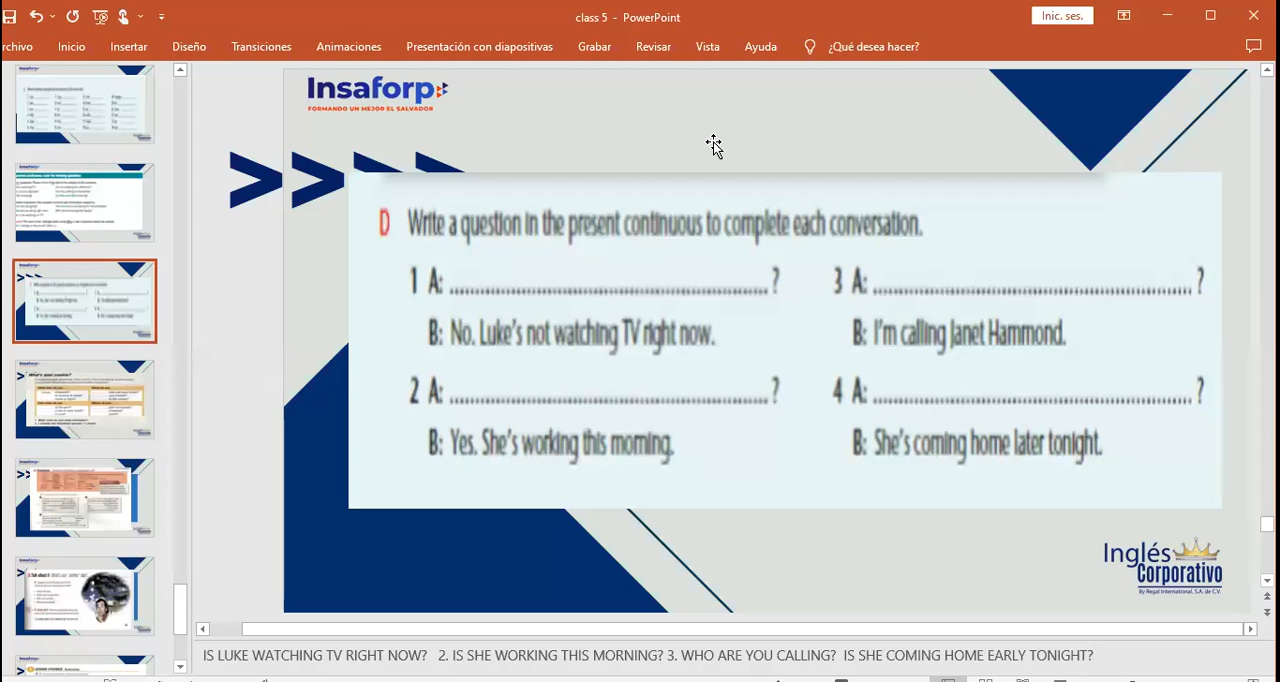 class 5 - PowerPoint
Inic. ses.
rchivo Inicio Insertar Diseño Transiciones Animaciones Presentación con diapositivas Grabar Revisar Vista Ayuda ¿Qué desea hacer?
Insaforp
FORMANDO UN MEJOR EL SALVADOR
D Write a question in the present continuous to complete each conversation.
1 A: ........................................................ ?
B: No. Luke's not watching TV right now.
2 A: ........................................................ ?
B: Yes. She's working this morning.
3 A: ........................................................ ?
B: I'm calling Janet Hammond.
4 A: ........................................................ ?
B: She's coming home later tonight.
Inglés
Corporativo
By Regal International, S.A. de C.V.
IS LUKE WATCHING TV RIGHT NOW? 2. IS SHE WORKING THIS MORNING? 3. WHO ARE YOU CALLING? IS SHE COMING HOME EARLY TONIGHT?